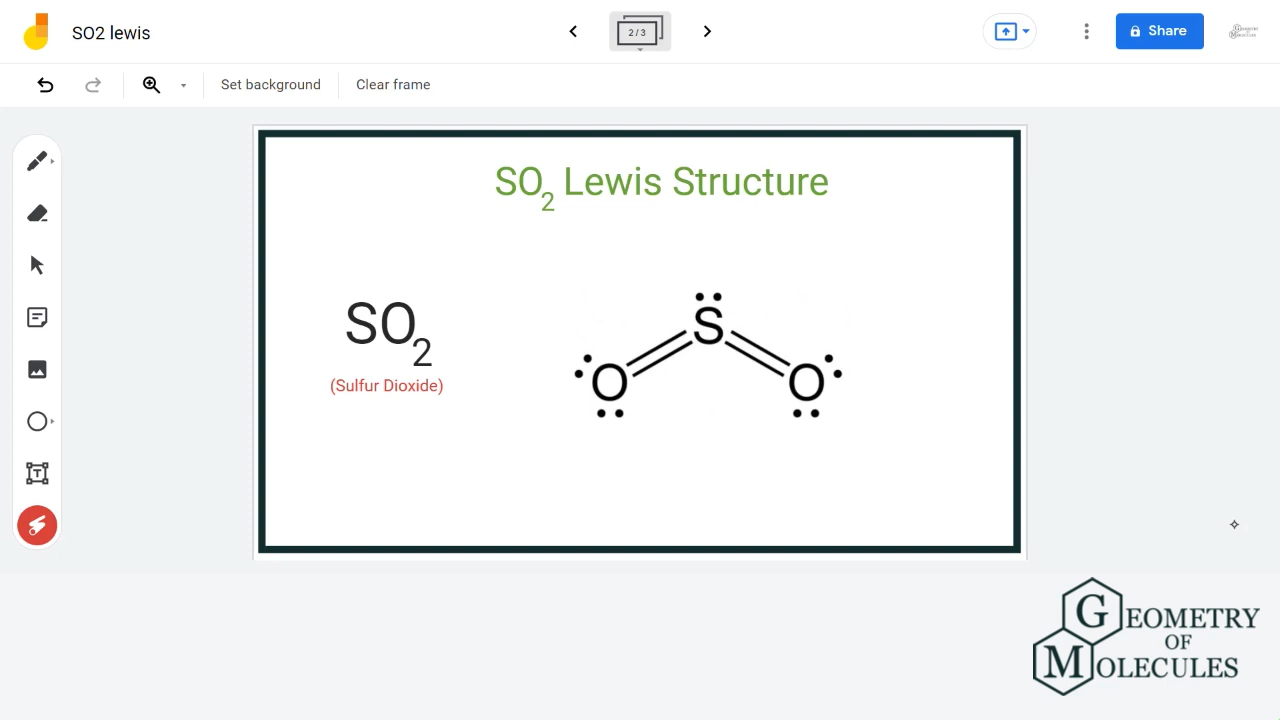 SO2 lewis
2 / 3
Share
Set background
Clear frame
SO2 Lewis Structure
SO2
(Sulfur Dioxide)
S
O
O
GEOMETRY
OF
MOLECULES